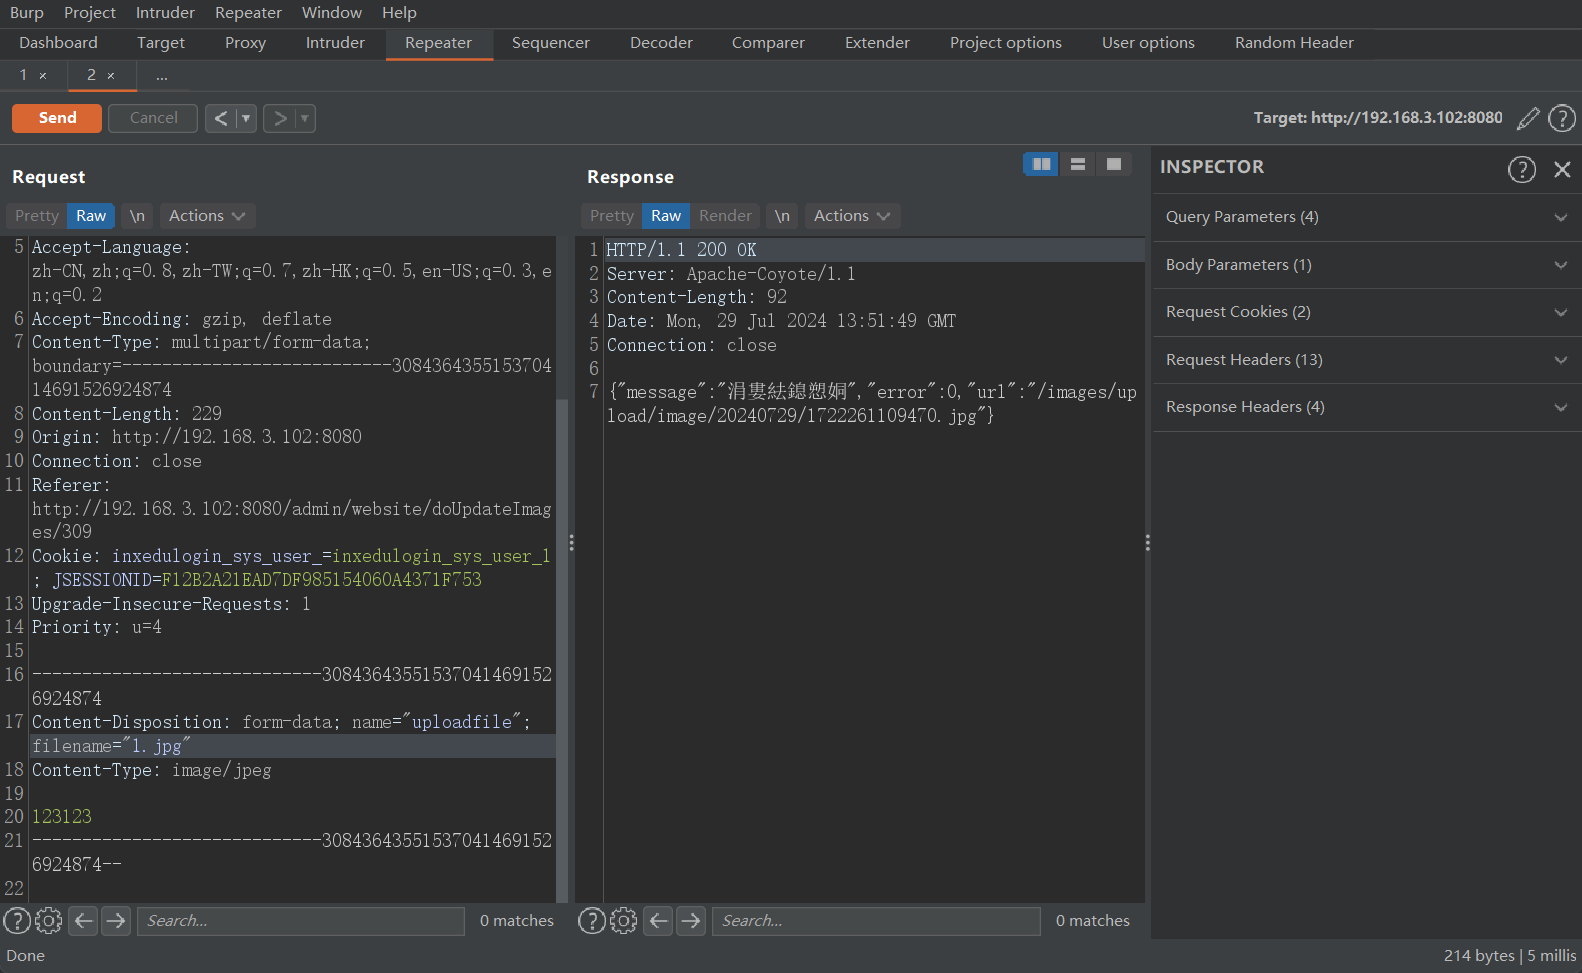 Burp Project Intruder Repeater Window Help
Dashboard Target Proxy Intruder Repeater Sequencer Decoder Comparer Extender Project options User options Random Header
1 × 2 × ...
Send Cancel < > Target: http://192.168.3.102:8080
Request
Pretty Raw \n Actions
5 Accept-Language:
zh-CN,zh;q=0.8,zh-TW;q=0.7,zh-HK;q=0.5,en-US;q=0.3,e
n;q=0.2
6 Accept-Encoding: gzip, deflate
7 Content-Type: multipart/form-data;
boundary=---------------------------3084364355153704
14691526924874
8 Content-Length: 229
9 Origin: http://192.168.3.102:8080
10 Connection: close
11 Referer:
http://192.168.3.102:8080/admin/website/doUpdateImag
es/309
12 Cookie: inxedulogin_sys_user_=inxedulogin_sys_user_1
; JSESSIONID=F12B2A21EAD7DF985154060A4371F753
13 Upgrade-Insecure-Requests: 1
14 Priority: u=4
15
16 -----------------------------30843643551537041469152
6924874
17 Content-Disposition: form-data; name="uploadfile";
filename="1.jpg"
18 Content-Type: image/jpeg
19
20 123123
21 -----------------------------30843643551537041469152
6924874--
22
Search... 0 matches
Response
Pretty Raw Render \n Actions
1 HTTP/1.1 200 OK
2 Server: Apache-Coyote/1.1
3 Content-Length: 92
4 Date: Mon, 29 Jul 2024 13:51:49 GMT
5 Connection: close
6
7 {"message":"涓婁紶鎴愬姛","error":0,"url":"/images/up
load/image/20240729/1722261109470.jpg"}
Search... 0 matches
INSPECTOR
Query Parameters (4)
Body Parameters (1)
Request Cookies (2)
Request Headers (13)
Response Headers (4)
Done 214 bytes | 5 millis